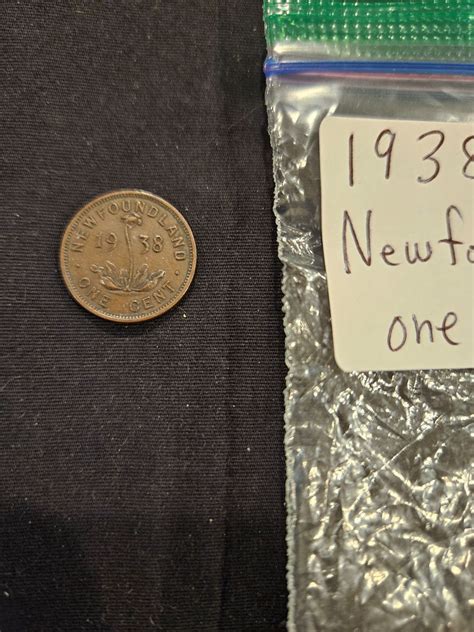 NEWFOUNDLAND
19 38
ONE CENT
1938
Newfo
one